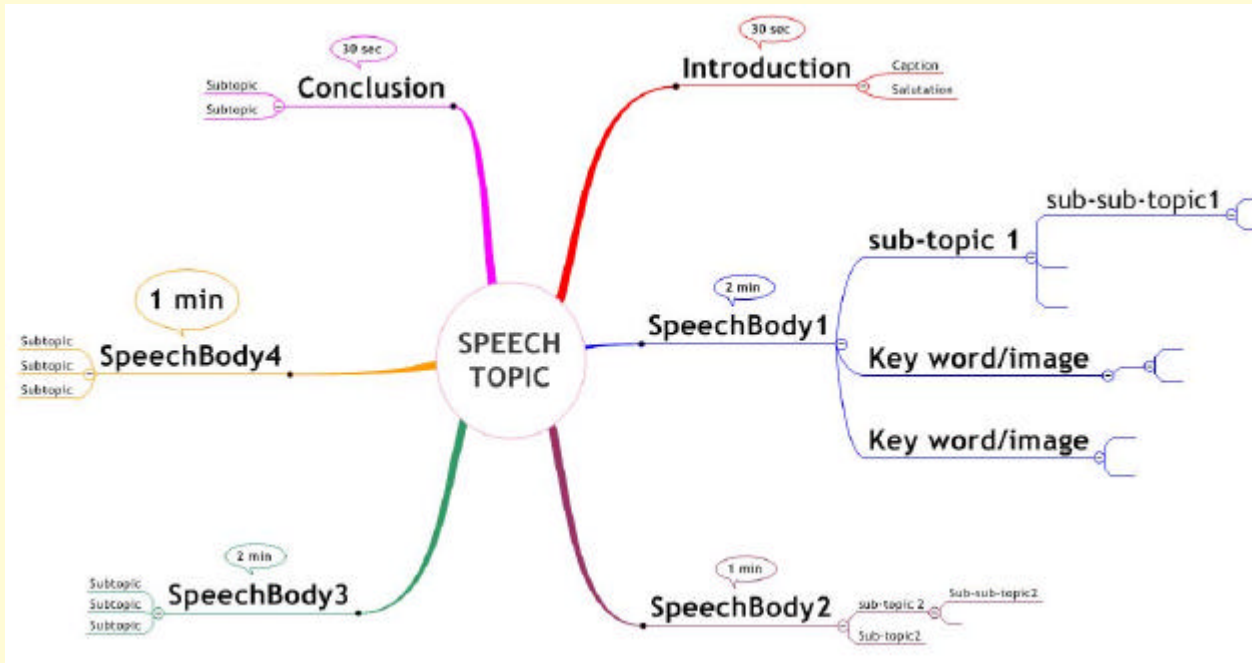 SPEECH
TOPIC
30 sec
Introduction
Caption
Salutation
2 min
SpeechBody1
sub-topic 1
sub-sub-topic1
Key word/image
Key word/image
1 min
SpeechBody2
sub-topic 2
Sub-sub-topic2
Sub-topic2
2 min
SpeechBody3
Subtopic
Subtopic
Subtopic
1 min
SpeechBody4
Subtopic
Subtopic
Subtopic
30 sec
Conclusion
Subtopic
Subtopic